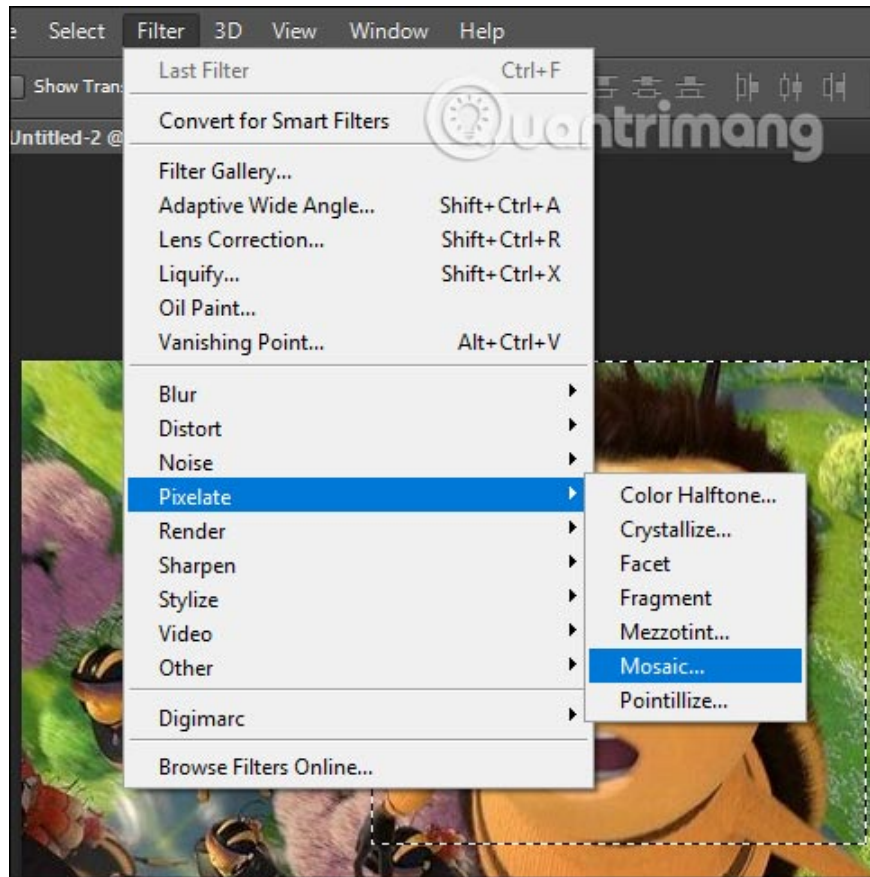 Select Filter 3D View Window Help
Show Tran
Untitled-2 @
Quantrimang
Last Filter Ctrl+F
Convert for Smart Filters
Filter Gallery...
Adaptive Wide Angle... Shift+Ctrl+A
Lens Correction... Shift+Ctrl+R
Liquify... Shift+Ctrl+X
Oil Paint...
Vanishing Point... Alt+Ctrl+V
Blur
Distort
Noise
Pixelate
Render
Sharpen
Stylize
Video
Other
Digimarc
Browse Filters Online...
Color Halftone...
Crystallize...
Facet
Fragment
Mezzotint...
Mosaic...
Pointillize...